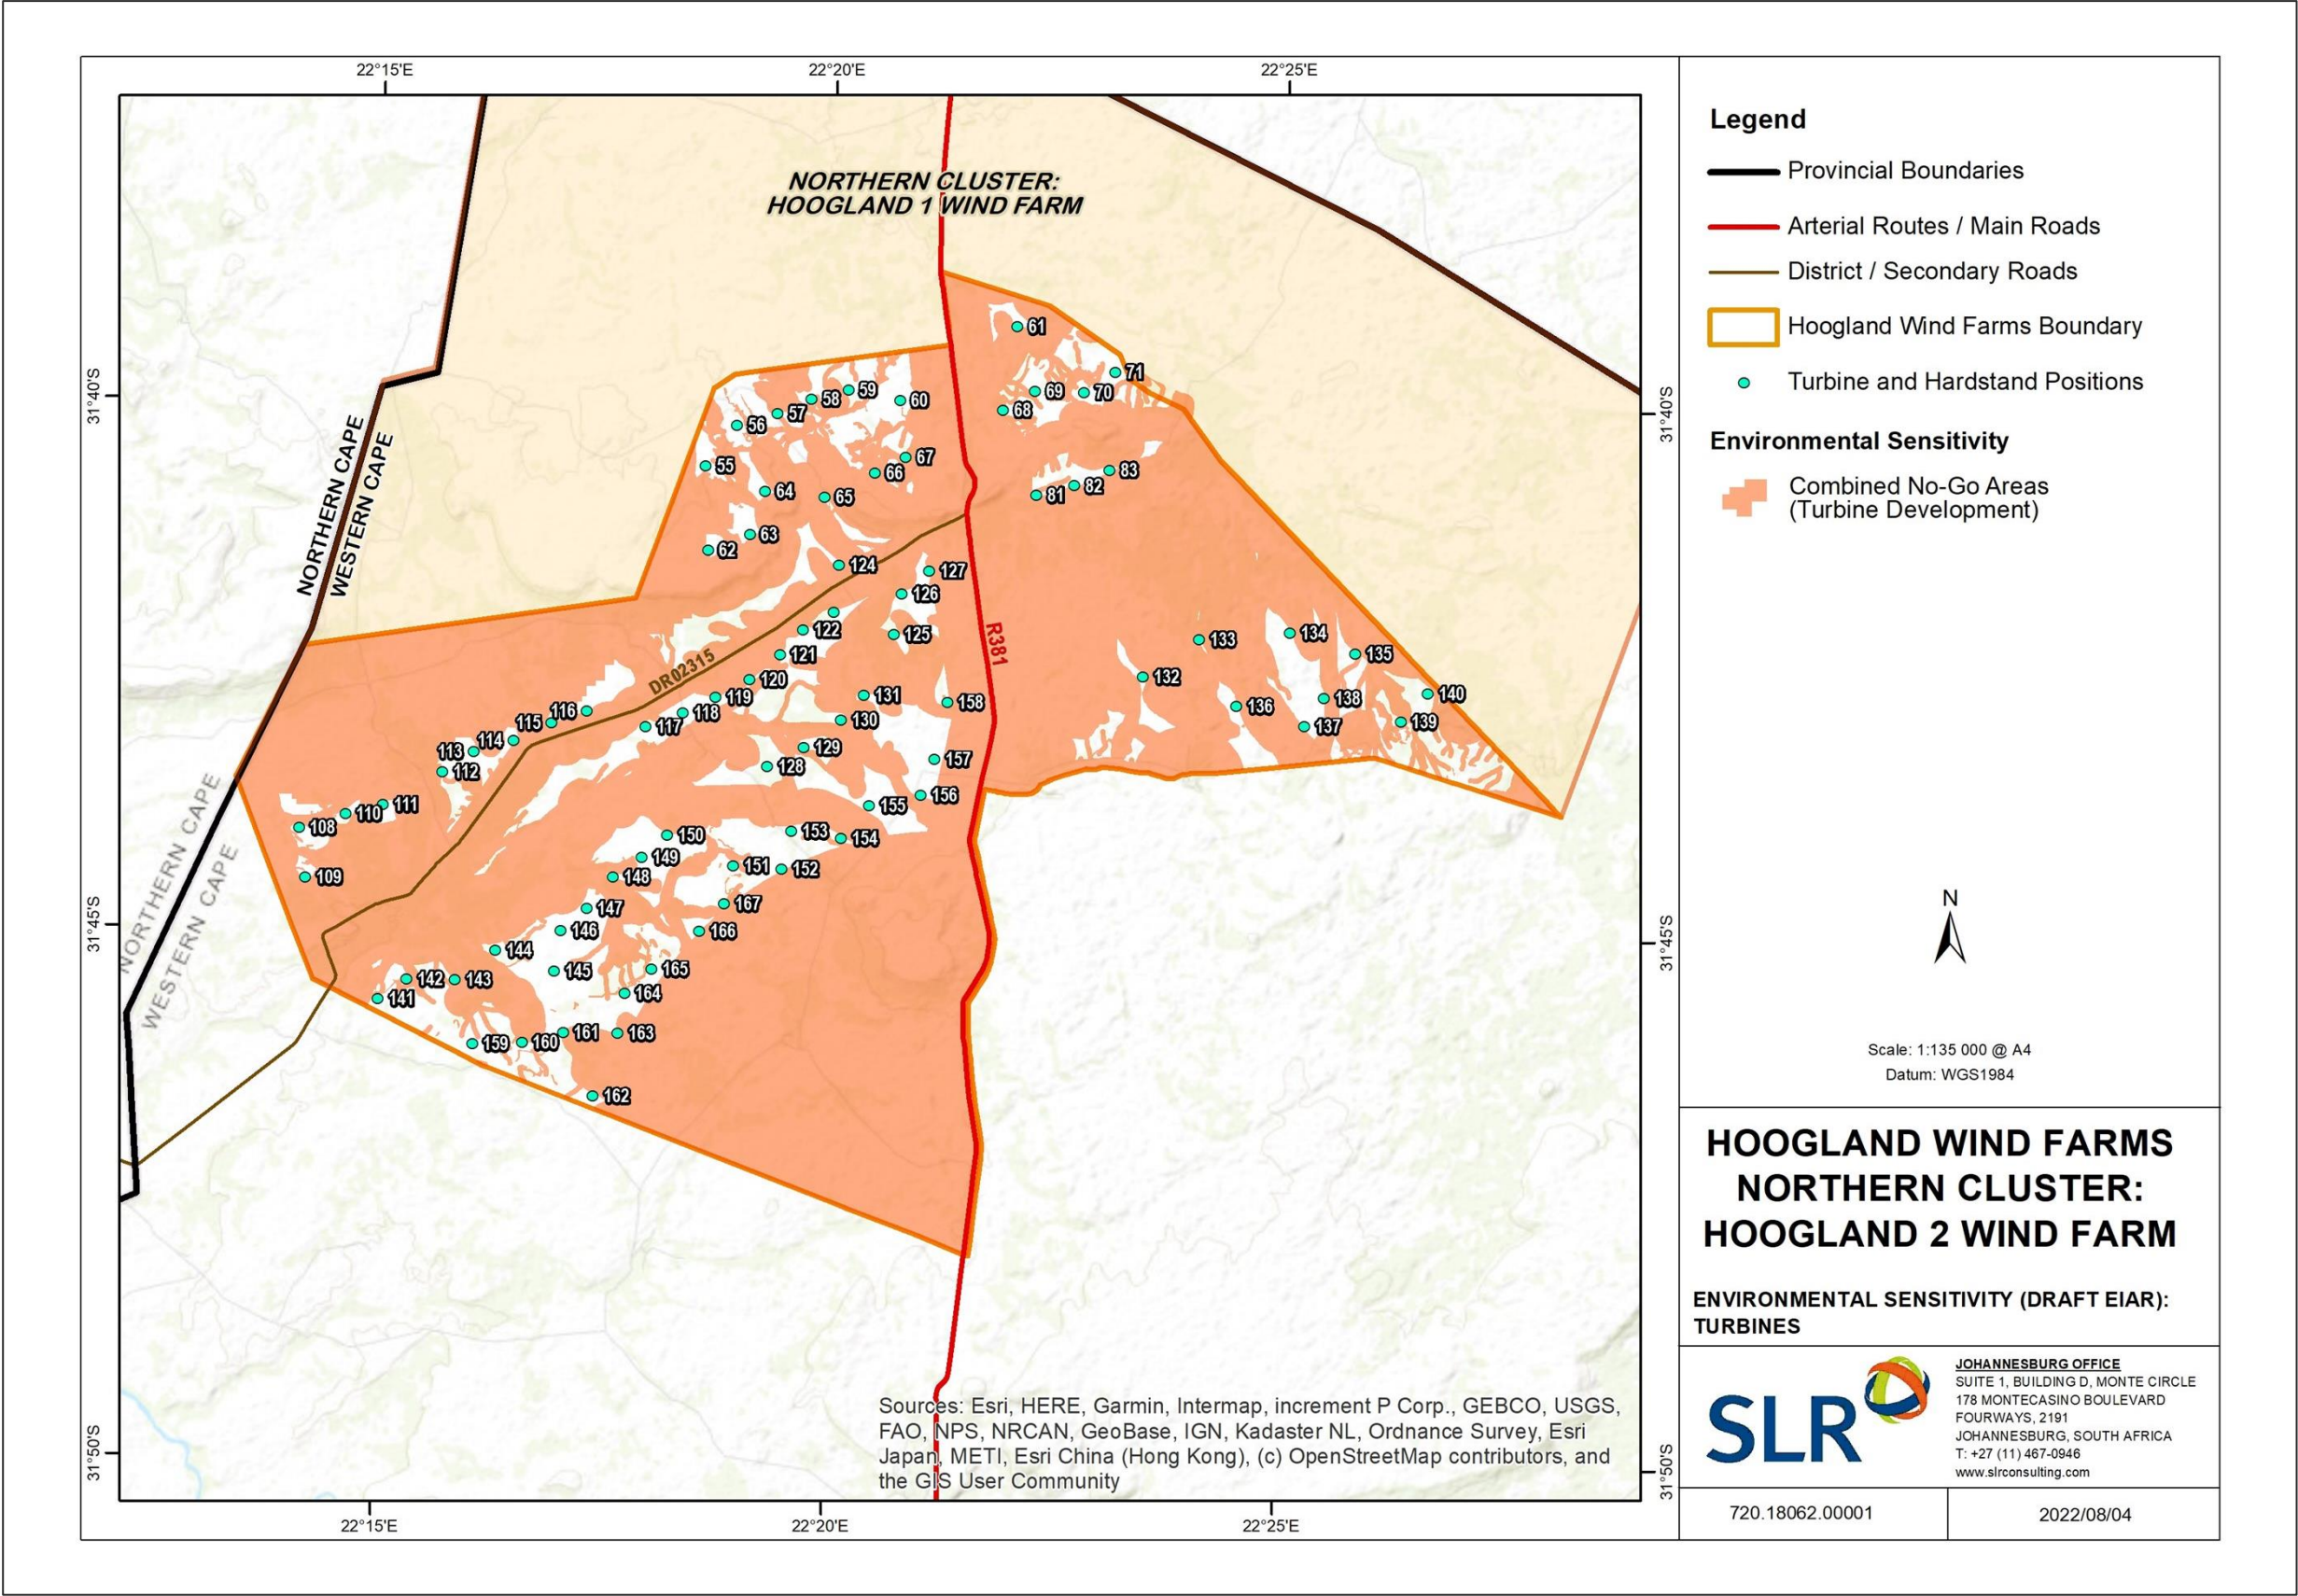 22°15'E
22°20'E
22°25'E
31°40'S
31°45'S
31°50'S
31°40'S
31°45'S
31°50'S
22°15'E
22°20'E
22°25'E
NORTHERN CLUSTER:
HOOGLAND 1 WIND FARM
NORTHERN CAPE
WESTERN CAPE
NORTHERN CAPE
WESTERN CAPE
R381
DR02315
61
71
69
70
68
59
58
60
57
56
67
55
66
83
82
64
65
81
63
62
124
127
126
122
125
133
134
121
135
120
132
119
131
140
158
138
116
118
136
115
117
130
139
137
114
113
129
112
128
157
156
111
155
110
108
150
153
154
149
151
152
109
148
147
167
146
166
144
145
165
142
143
164
141
161
163
159
160
162
Sources: Esri, HERE, Garmin, Intermap, increment P Corp., GEBCO, USGS,
FAO, NPS, NRCAN, GeoBase, IGN, Kadaster NL, Ordnance Survey, Esri
Japan, METI, Esri China (Hong Kong), (c) OpenStreetMap contributors, and
the GIS User Community
Legend
Provincial Boundaries
Arterial Routes / Main Roads
District / Secondary Roads
Hoogland Wind Farms Boundary
Turbine and Hardstand Positions
Environmental Sensitivity
Combined No-Go Areas
(Turbine Development)
N
Scale: 1:135 000 @ A4
Datum: WGS1984
HOOGLAND WIND FARMS
NORTHERN CLUSTER:
HOOGLAND 2 WIND FARM
ENVIRONMENTAL SENSITIVITY (DRAFT EIAR):
TURBINES
SLR
JOHANNESBURG OFFICE
SUITE 1, BUILDING D, MONTE CIRCLE
178 MONTECASINO BOULEVARD
FOURWAYS, 2191
JOHANNESBURG, SOUTH AFRICA
T: +27 (11) 467-0946
www.slrconsulting.com
720.18062.00001
2022/08/04